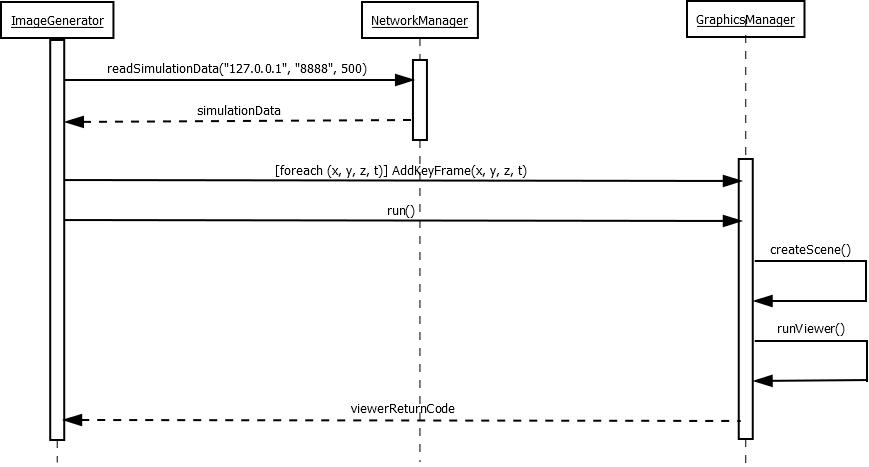 ImageGenerator
NetworkManager
GraphicsManager
readSimulationData("127.0.0.1", "8888", 500)
simulationData
[foreach (x, y, z, t)] AddKeyFrame(x, y, z, t)
run()
createScene()
runViewer()
viewerReturnCode